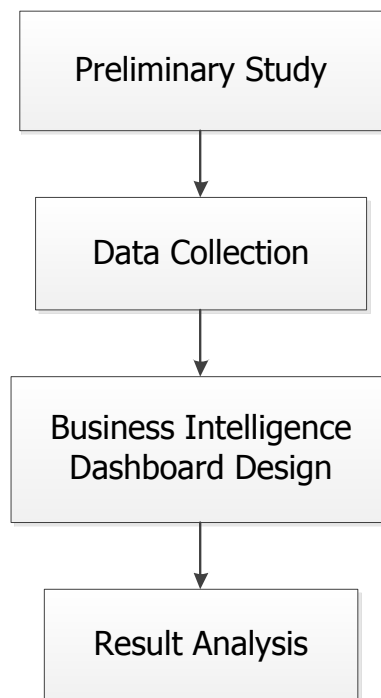 Preliminary Study
Data Collection
Business Intelligence
Dashboard Design
Result Analysis